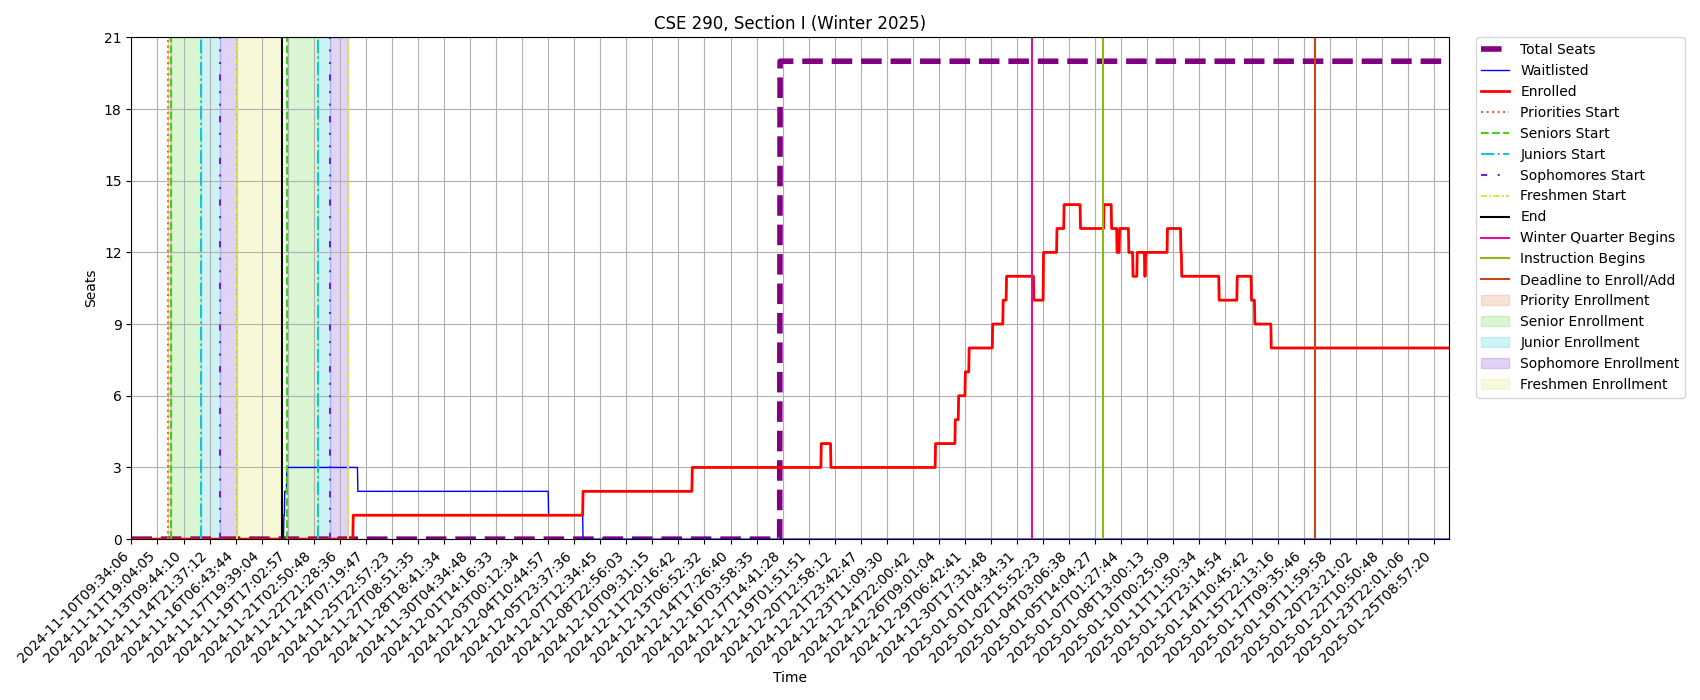 CSE 290, Section I (Winter 2025)
Seats
21
18
15
12
9
6
3
0
2024-11-10T09:34:06
2024-11-11T19:04:05
2024-11-13T09:44:10
2024-11-14T21:37:12
2024-11-16T06:43:44
2024-11-17T19:39:04
2024-11-19T17:02:57
2024-11-21T02:50:48
2024-11-22T21:28:36
2024-11-24T07:19:47
2024-11-25T22:57:23
2024-11-28T08:51:35
2024-11-28T18:41:34
2024-11-30T04:34:48
2024-12-01T14:16:33
2024-12-03T00:12:34
2024-12-04T10:44:57
2024-12-05T23:37:36
2024-12-07T12:34:45
2024-12-08T22:56:03
2024-12-10T09:31:15
2024-12-11T20:16:42
2024-12-13T06:52:32
2024-12-14T17:26:40
2024-12-16T03:58:35
2024-12-17T14:41:28
2024-12-19T01:51:51
2024-12-20T12:58:12
2024-12-21T23:42:47
2024-12-23T11:09:30
2024-12-24T22:00:42
2024-12-26T09:01:04
2024-12-29T06:42:41
2024-12-30T17:31:48
2025-01-01T04:34:31
2025-01-02T15:52:23
2025-01-04T03:06:38
2025-01-05T14:04:27
2025-01-07T01:27:44
2025-01-08T13:00:13
2025-01-10T00:25:09
2025-01-11T11:50:34
2025-01-12T23:14:54
2025-01-14T10:45:42
2025-01-15T22:13:16
2025-01-17T09:35:46
2025-01-19T11:59:58
2025-01-20T23:21:02
2025-01-22T10:50:48
2025-01-23T22:01:06
2025-01-25T08:57:20
Time
Total Seats
Waitlisted
Enrolled
Priorities Start
Seniors Start
Juniors Start
Sophomores Start
Freshmen Start
End
Winter Quarter Begins
Instruction Begins
Deadline to Enroll/Add
Priority Enrollment
Senior Enrollment
Junior Enrollment
Sophomore Enrollment
Freshmen Enrollment